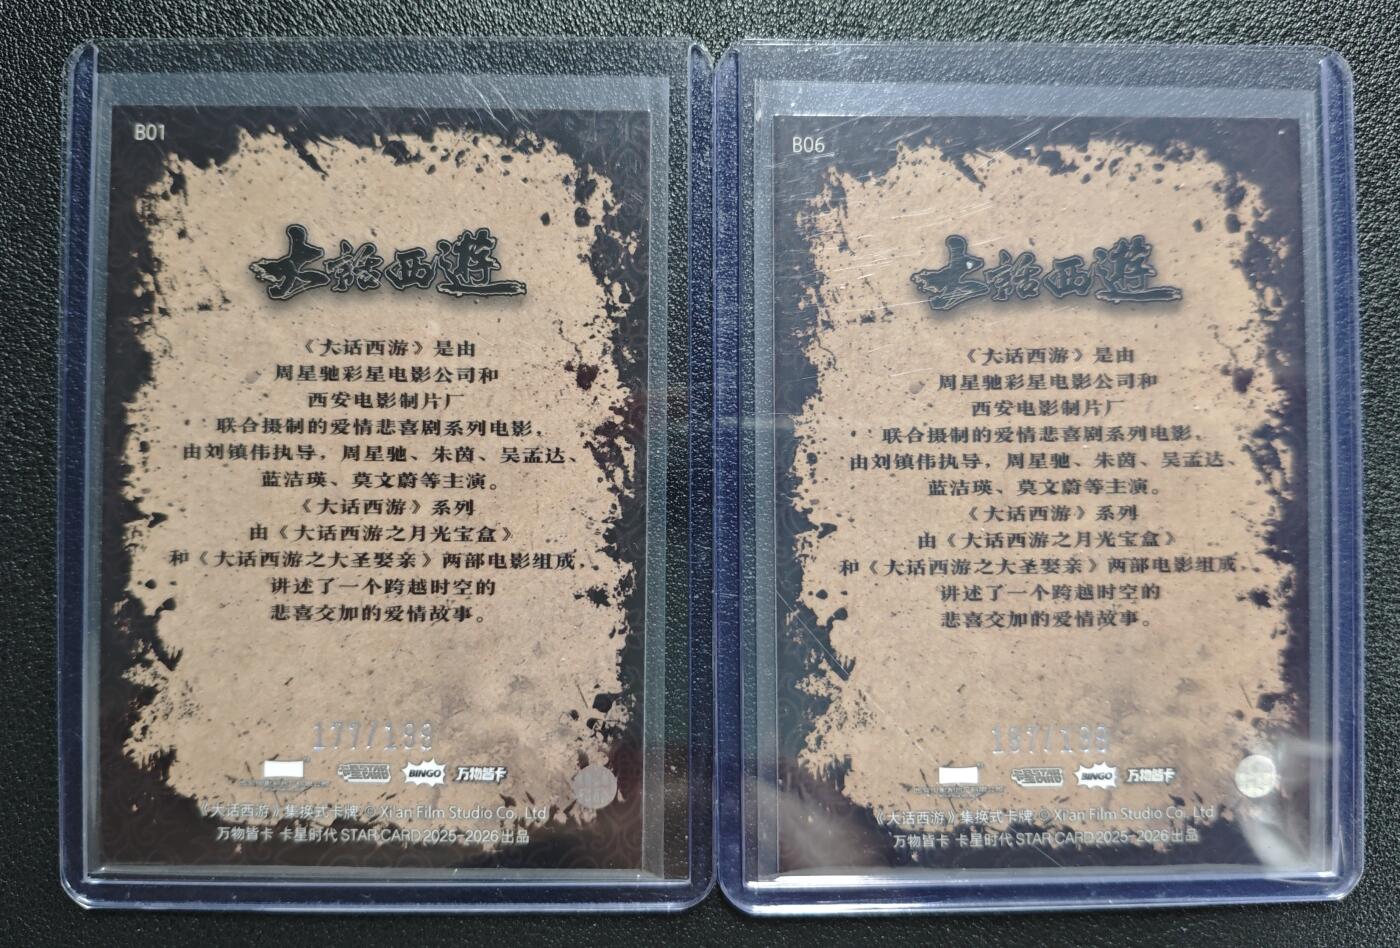 B01
大話西遊
《大话西游》是由
周星驰彩星电影公司和
西安电影制片厂
联合摄制的爱情悲喜剧系列电影,
由刘镇伟执导，周星驰、朱茵、吴孟达、
蓝洁瑛、莫文蔚等主演。
《大话西游》系列
由《大话西游之月光宝盒》
和《大话西游之大圣娶亲》两部电影组成,
讲述了一个跨越时空的
悲喜交加的爱情故事。
177/199
卡星时代 BINGO 万物皆卡
《大话西游》集换式卡牌 © Xi'an Film Studio Co., Ltd
万物皆卡 卡星时代 STAR CARD 2025-2026 出品
B06
大話西遊
《大话西游》是由
周星驰彩星电影公司和
西安电影制片厂
联合摄制的爱情悲喜剧系列电影,
由刘镇伟执导，周星驰、朱茵、吴孟达、
蓝洁瑛、莫文蔚等主演。
《大话西游》系列
由《大话西游之月光宝盒》
和《大话西游之大圣娶亲》两部电影组成,
讲述了一个跨越时空的
悲喜交加的爱情故事。
187/199
卡星时代 BINGO 万物皆卡
《大话西游》集换式卡牌 © Xi'an Film Studio Co., Ltd
万物皆卡 卡星时代 STAR CARD 2025-2026 出品